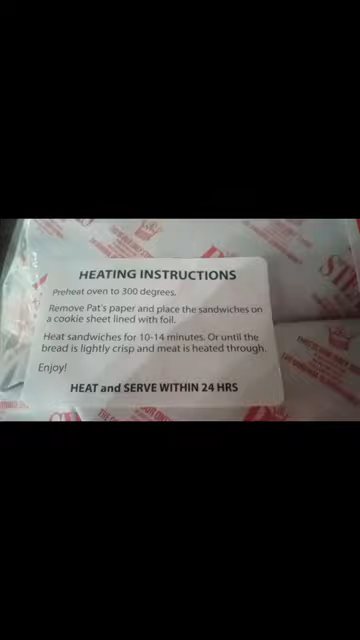 HEATING INSTRUCTIONS
Preheat oven to 300 degrees.
Remove Pat's paper and place the sandwiches on
a cookie sheet lined with foil.
Heat sandwiches for 10-14 minutes. Or until the
bread is lightly crisp and meat is heated through.
Enjoy!
HEAT and SERVE WITHIN 24 HRS